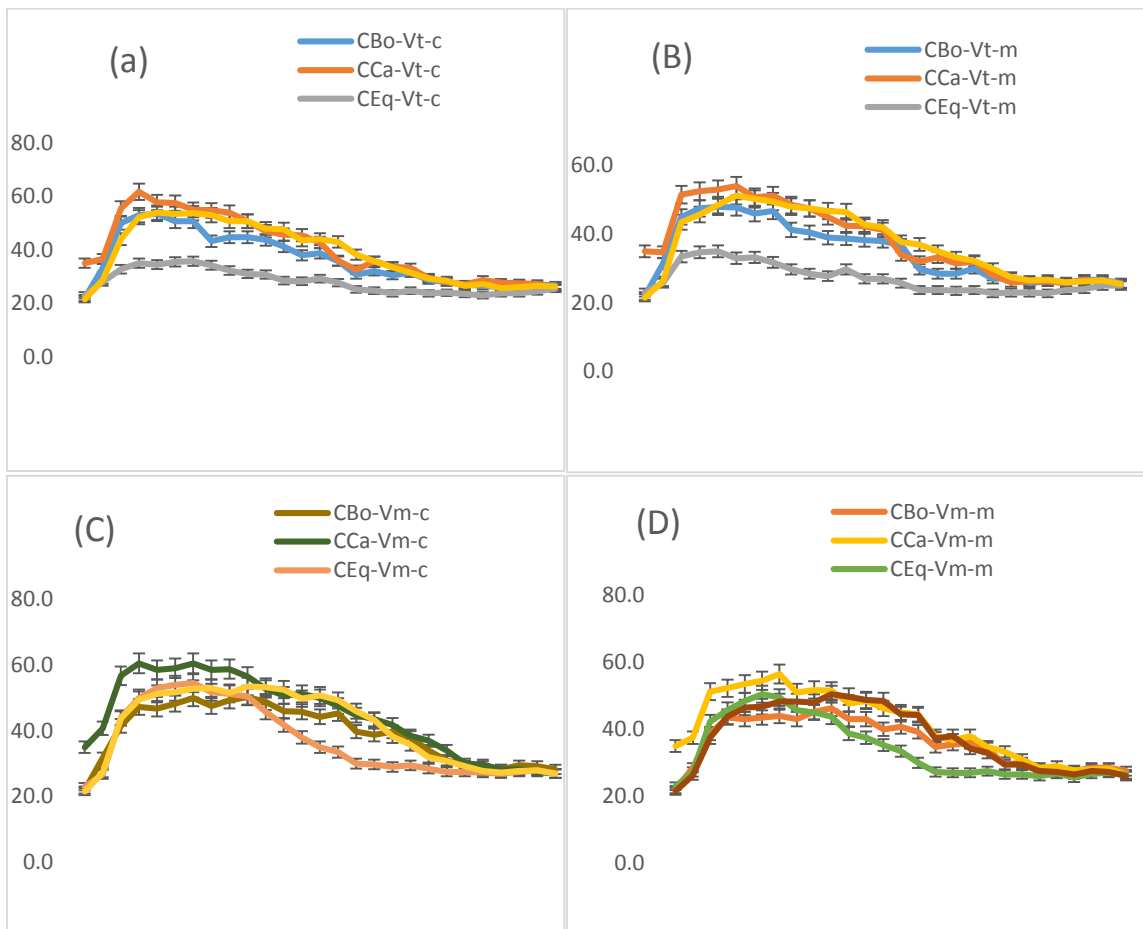 (a)
CBo-Vt-c
CCa-Vt-c
CEq-Vt-c
80.0
60.0
40.0
20.0
0.0
(B)
CBo-Vt-m
CCa-Vt-m
CEq-Vt-m
60.0
40.0
20.0
0.0
(C)
CBo-Vm-c
CCa-Vm-c
CEq-Vm-c
80.0
60.0
40.0
20.0
0.0
(D)
CBo-Vm-m
CCa-Vm-m
CEq-Vm-m
80.0
60.0
40.0
20.0
0.0